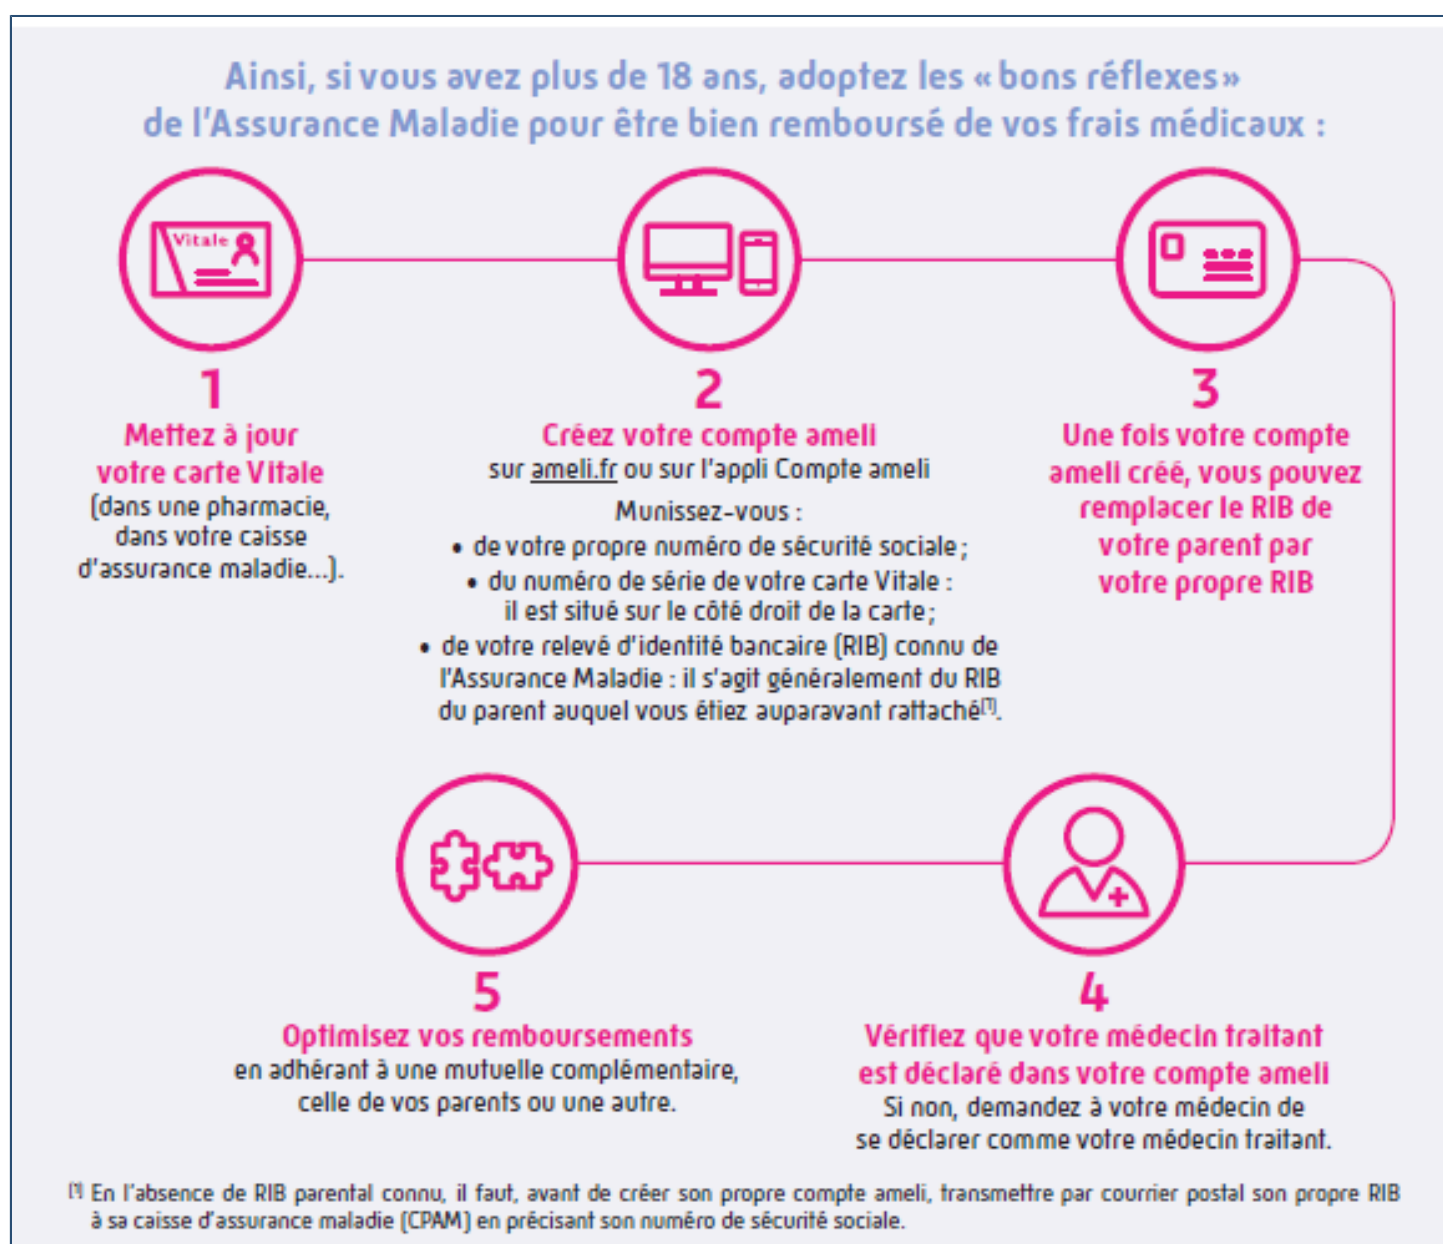 Ainsi, si vous avez plus de 18 ans, adoptez les « bons réflexes »
de l'Assurance Maladie pour être bien remboursé de vos frais médicaux :
Vitale
1
Mettez à jour
votre carte Vitale
(dans une pharmacie,
dans votre caisse
d'assurance maladie...).
2
Créez votre compte ameli
sur ameli.fr ou sur l'appli Compte ameli
Munissez-vous :
• de votre propre numéro de sécurité sociale ;
• du numéro de série de votre carte Vitale :
il est situé sur le côté droit de la carte ;
• de votre relevé d'identité bancaire (RIB) connu de
l'Assurance Maladie : il s'agit généralement du RIB
du parent auquel vous étiez auparavant rattaché(1).
3
Une fois votre compte
ameli créé, vous pouvez
remplacer le RIB de
votre parent par
votre propre RIB
4
Vérifiez que votre médecin traitant
est déclaré dans votre compte ameli
Si non, demandez à votre médecin de
se déclarer comme votre médecin traitant.
5
Optimisez vos remboursements
en adhérant à une mutuelle complémentaire,
celle de vos parents ou une autre.
(1) En l'absence de RIB parental connu, il faut, avant de créer son propre compte ameli, transmettre par courrier postal son propre RIB
à sa caisse d'assurance maladie (CPAM) en précisant son numéro de sécurité sociale.